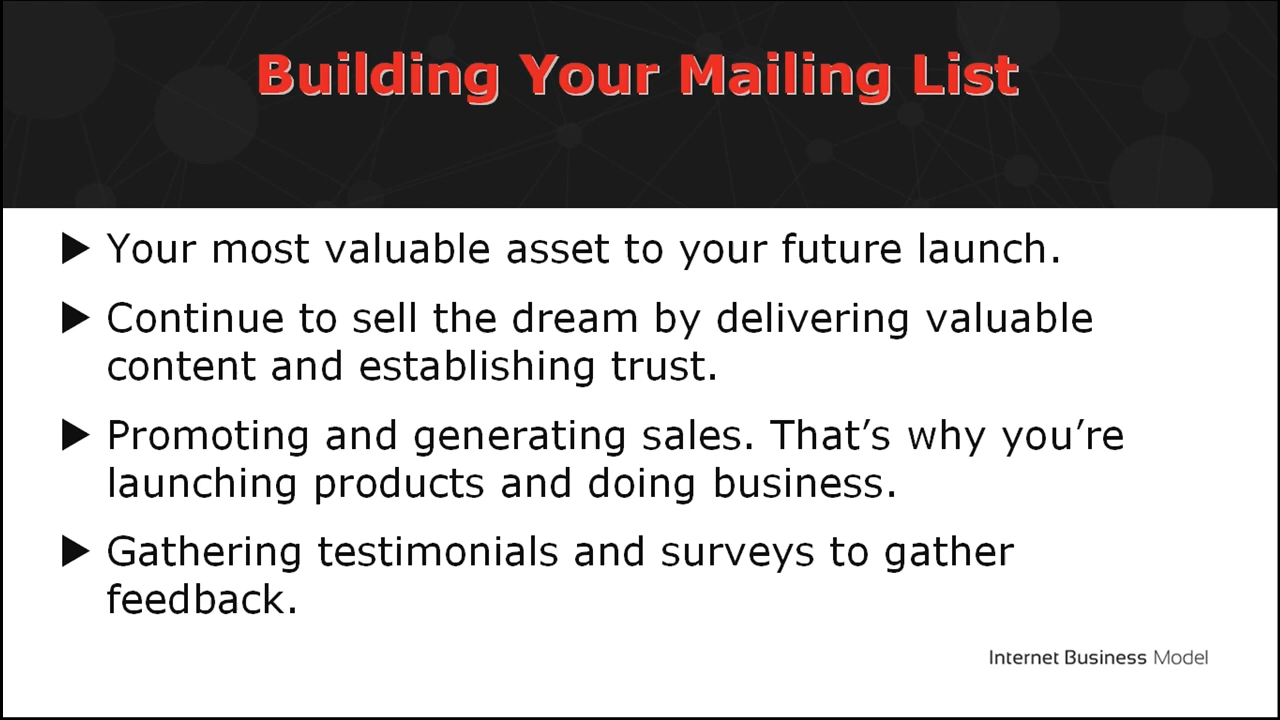 Building Your Mailing List
Your most valuable asset to your future launch.
Continue to sell the dream by delivering valuable
content and establishing trust.
Promoting and generating sales. That’s why you’re
launching products and doing business.
Gathering testimonials and surveys to gather
feedback.
Internet Business Model